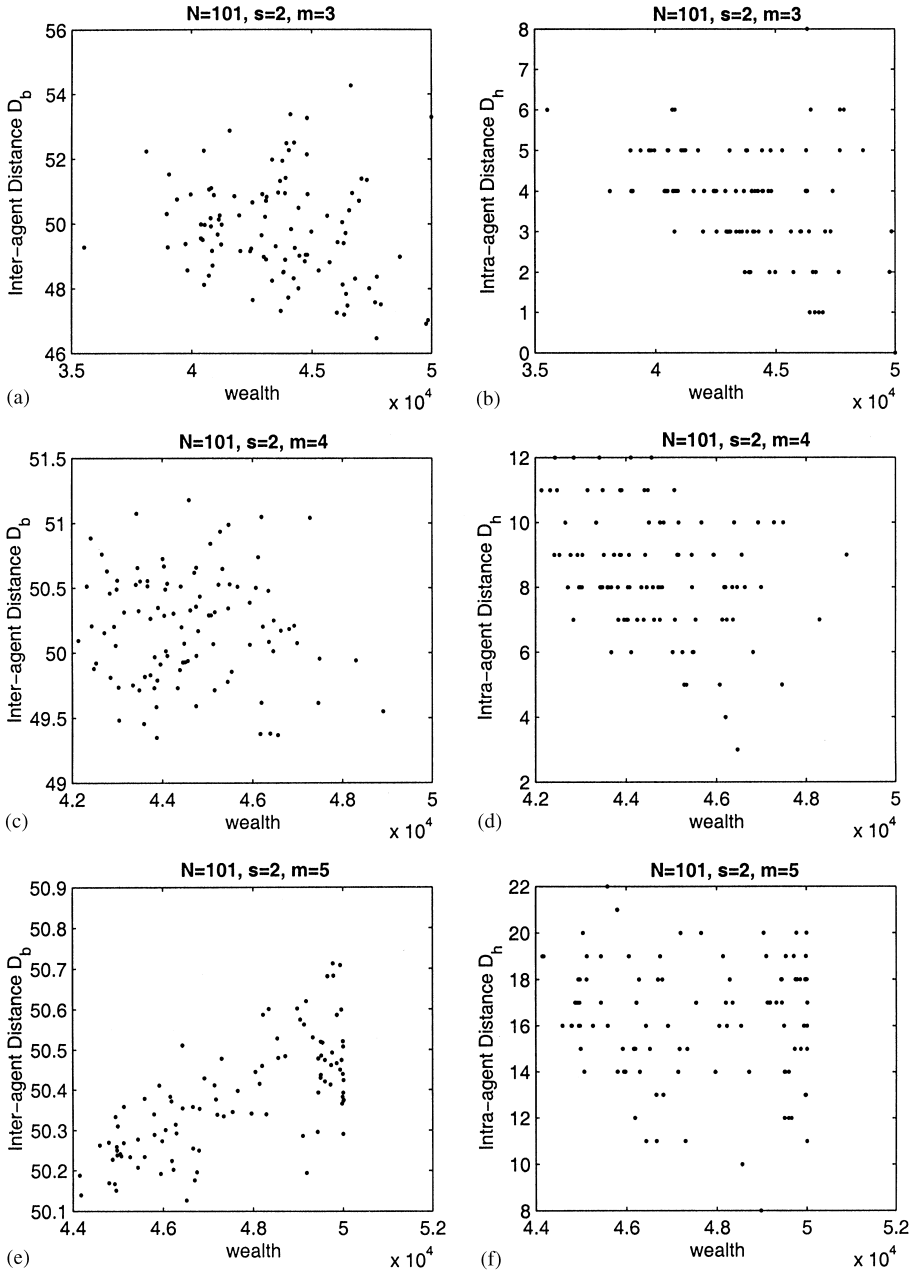 N=101, s=2, m=3
56
54
52
50
48
46
Inter-agent Distance D_b
3.5
4
4.5
5
wealth
x 10^4
(a)
N=101, s=2, m=3
8
7
6
5
4
3
2
1
0
Intra-agent Distance D_h
3.5
4
4.5
5
wealth
x 10^4
(b)
N=101, s=2, m=4
51.5
51
50.5
50
49.5
49
Inter-agent Distance D_b
4.2
4.4
4.6
4.8
5
wealth
x 10^4
(c)
N=101, s=2, m=4
12
10
8
6
4
2
Intra-agent Distance D_h
4.2
4.4
4.6
4.8
5
wealth
x 10^4
(d)
N=101, s=2, m=5
50.9
50.8
50.7
50.6
50.5
50.4
50.3
50.2
50.1
Inter-agent Distance D_b
4.4
4.6
4.8
5
5.2
wealth
x 10^4
(e)
N=101, s=2, m=5
22
20
18
16
14
12
10
8
Intra-agent Distance D_h
4.4
4.6
4.8
5
5.2
wealth
x 10^4
(f)